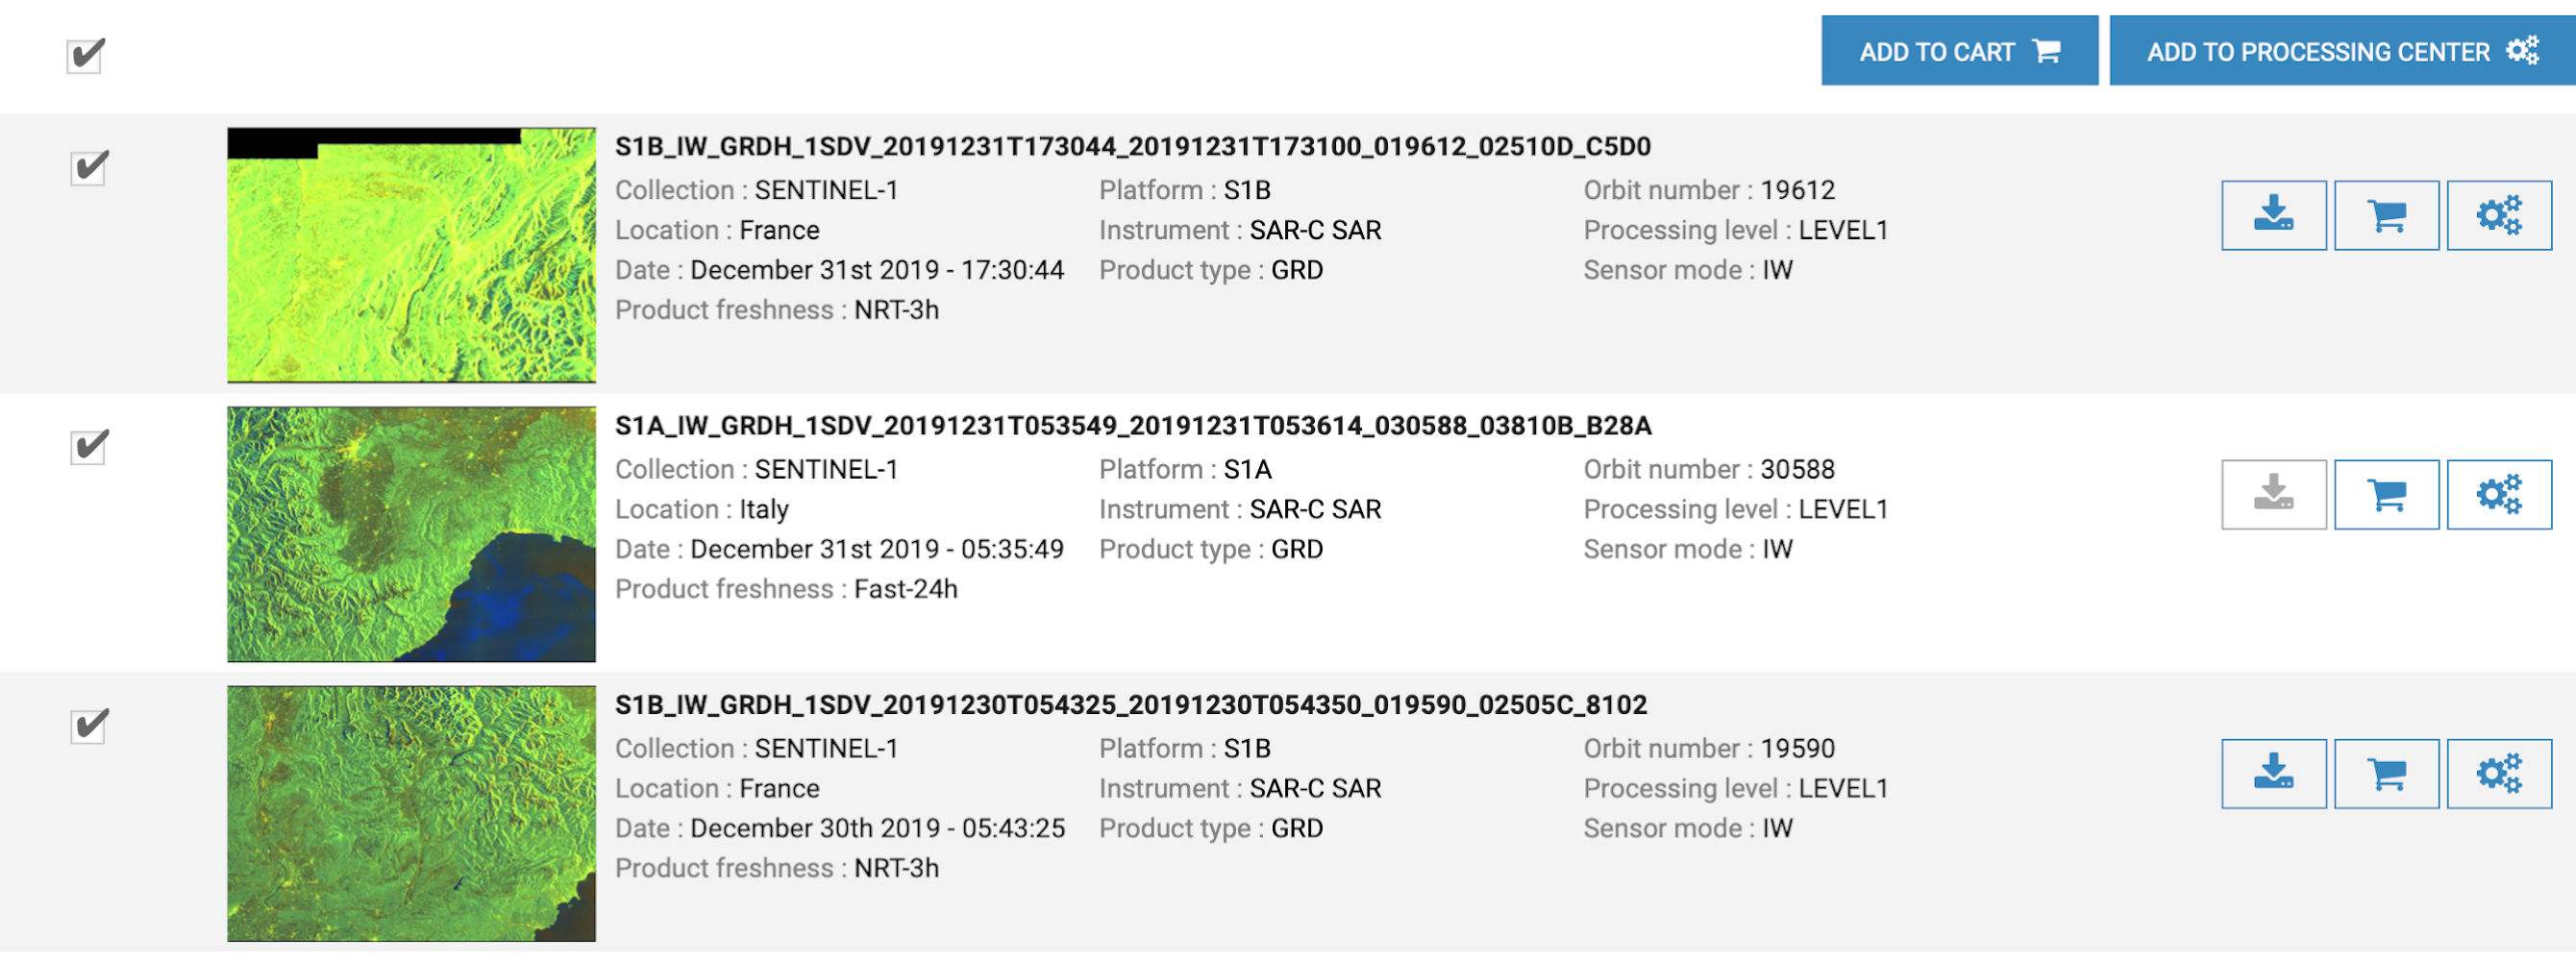 ADD TO CART ADD TO PROCESSING CENTER
S1B_IW_GRDH_1SDV_20191231T173044_20191231T173100_019612_02510D_C5D0
Collection : SENTINEL-1 Platform : S1B Orbit number : 19612
Location : France Instrument : SAR-C SAR Processing level : LEVEL1
Date : December 31st 2019 - 17:30:44 Product type : GRD Sensor mode : IW
Product freshness : NRT-3h
S1A_IW_GRDH_1SDV_20191231T053549_20191231T053614_030588_03810B_B28A
Collection : SENTINEL-1 Platform : S1A Orbit number : 30588
Location : Italy Instrument : SAR-C SAR Processing level : LEVEL1
Date : December 31st 2019 - 05:35:49 Product type : GRD Sensor mode : IW
Product freshness : Fast-24h
S1B_IW_GRDH_1SDV_20191230T054325_20191230T054350_019590_02505C_8102
Collection : SENTINEL-1 Platform : S1B Orbit number : 19590
Location : France Instrument : SAR-C SAR Processing level : LEVEL1
Date : December 30th 2019 - 05:43:25 Product type : GRD Sensor mode : IW
Product freshness : NRT-3h